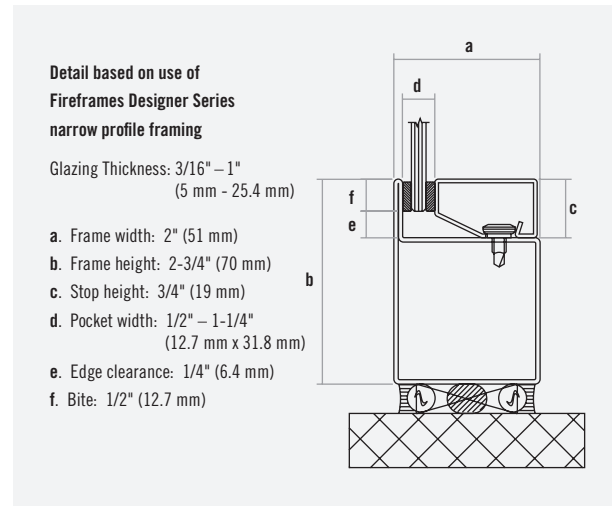 Detail based on use of
Fireframes Designer Series
narrow profile framing
Glazing Thickness: 3/16" – 1"
(5 mm - 25.4 mm)
a. Frame width: 2" (51 mm)
b. Frame height: 2-3/4" (70 mm)
c. Stop height: 3/4" (19 mm)
d. Pocket width: 1/2" – 1-1/4"
(12.7 mm x 31.8 mm)
e. Edge clearance: 1/4" (6.4 mm)
f. Bite: 1/2" (12.7 mm)
a
d
f
e
c
b